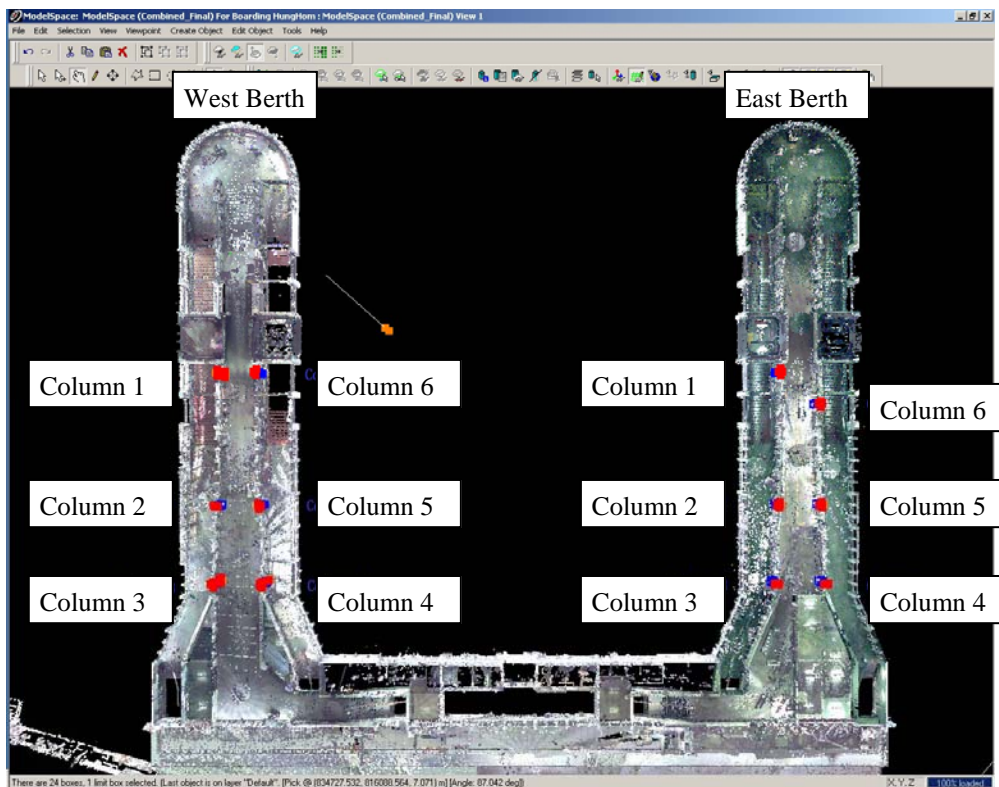 ModelSpace: ModelSpace (Combined_Final) For Boarding HungHom : ModelSpace (Combined_Final) View 1
File Edit Selection View Viewpoint Create Object Edit Object Tools Help
West Berth
East Berth
Column 1
Column 6
Column 1
Column 6
Column 2
Column 5
Column 2
Column 5
Column 3
Column 4
Column 3
Column 4
There are 24 boxes, 1 limit box selected. (Last object is on layer "Default". [Pick @ (834727.532, 816088.564, 7.071) m] [Angle: 87.042 deg])
X, Y, Z 100% loaded